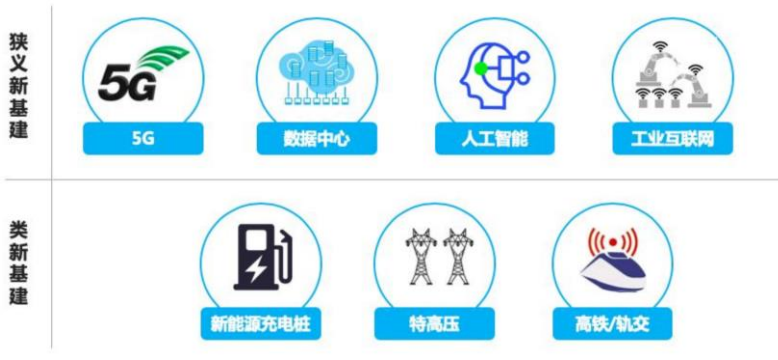 狭义新基建
5G
5G
数据中心
人工智能
工业互联网
类新基建
新能源充电桩
特高压
高铁/轨交